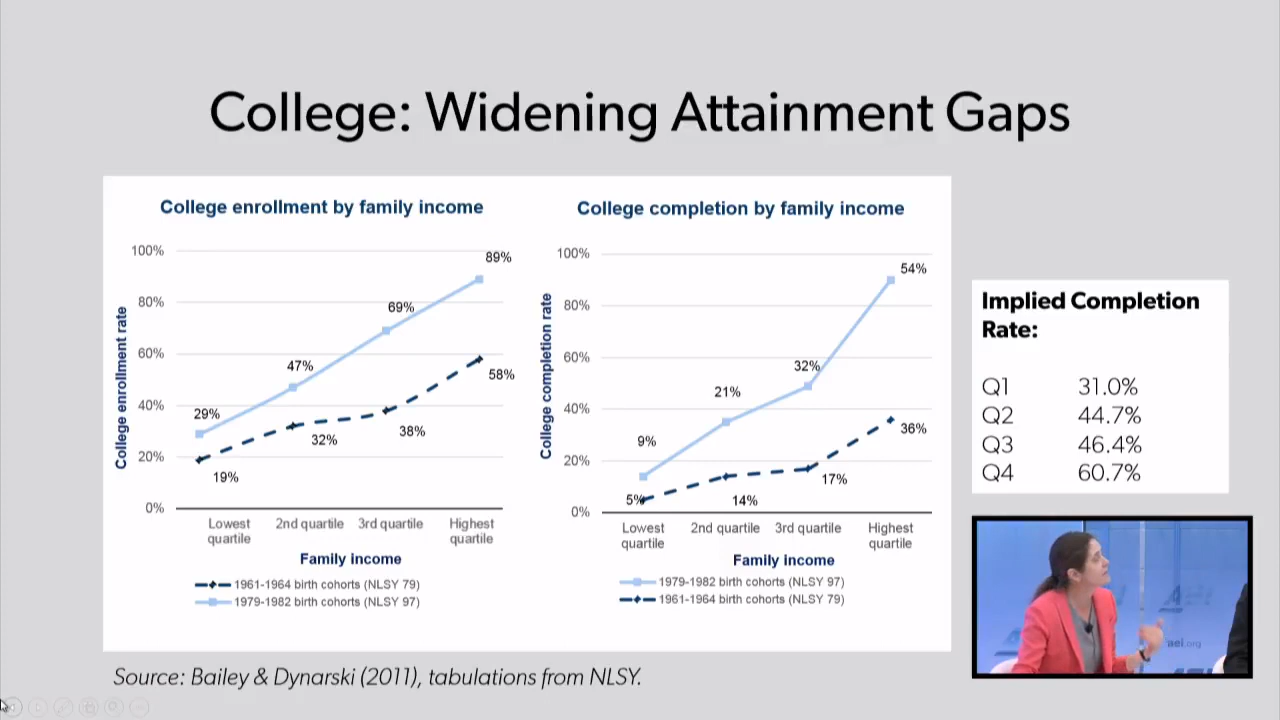 College: Widening Attainment Gaps
College enrollment by family income
College enrollment rate
100%
80%
60%
40%
20%
0%
29%
47%
69%
89%
19%
32%
38%
58%
Lowest quartile
2nd quartile
3rd quartile
Highest quartile
Family income
1961-1964 birth cohorts (NLSY 79)
1979-1982 birth cohorts (NLSY 97)
College completion by family income
College completion rate
100%
80%
60%
40%
20%
0%
9%
21%
32%
54%
5%
14%
17%
36%
Lowest quartile
2nd quartile
3rd quartile
Highest quartile
Family income
1979-1982 birth cohorts (NLSY 97)
1961-1964 birth cohorts (NLSY 79)
Implied Completion
Rate:
Q1 31.0%
Q2 44.7%
Q3 46.4%
Q4 60.7%
aei.org
Source: Bailey & Dynarski (2011), tabulations from NLSY.